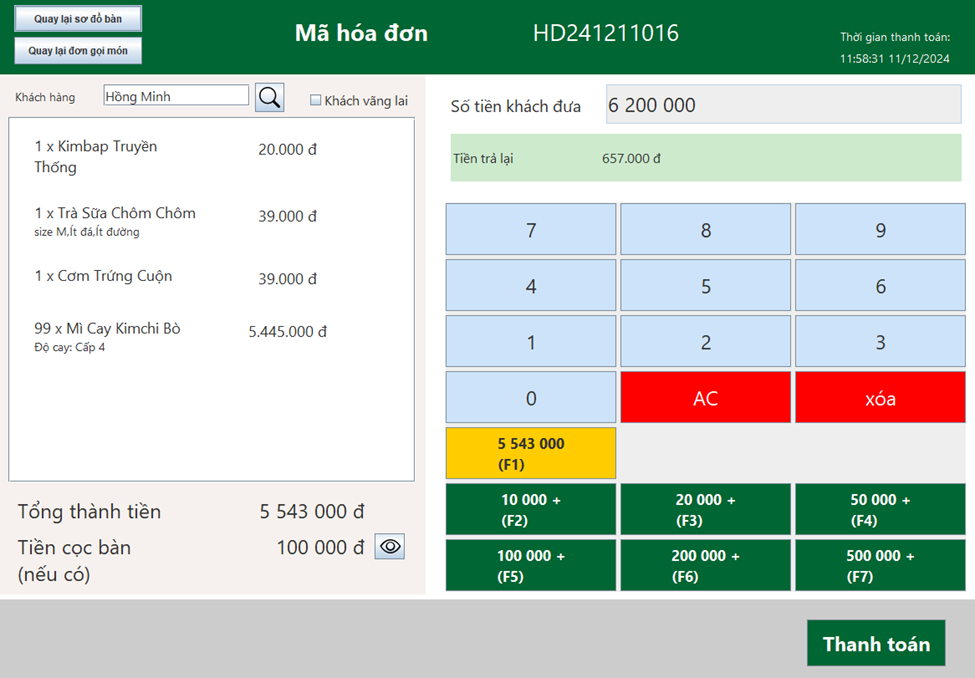 Quay lại sơ đồ bàn
Quay lại đơn gọi món
Mã hóa đơn
HD241211016
Thời gian thanh toán:
11:58:31 11/12/2024
Khách hàng
Hồng Minh
Khách vãng lai
1 x Kimbap Truyền
Thống
20.000 đ
1 x Trà Sữa Chôm Chôm
39.000 đ
size M,Ít đá,Ít đường
1 x Cơm Trứng Cuộn
39.000 đ
99 x Mì Cay Kimchi Bò
5.445.000 đ
Độ cay: Cấp 4
Tổng thành tiền
5 543 000 đ
Tiền cọc bàn
(nếu có)
100 000 đ
Số tiền khách đưa
6 200 000
Tiền trả lại
657.000 đ
7
8
9
4
5
6
1
2
3
0
AC
xóa
5 543 000
(F1)
10 000 +
(F2)
20 000 +
(F3)
50 000 +
(F4)
100 000 +
(F5)
200 000 +
(F6)
500 000 +
(F7)
Thanh toán